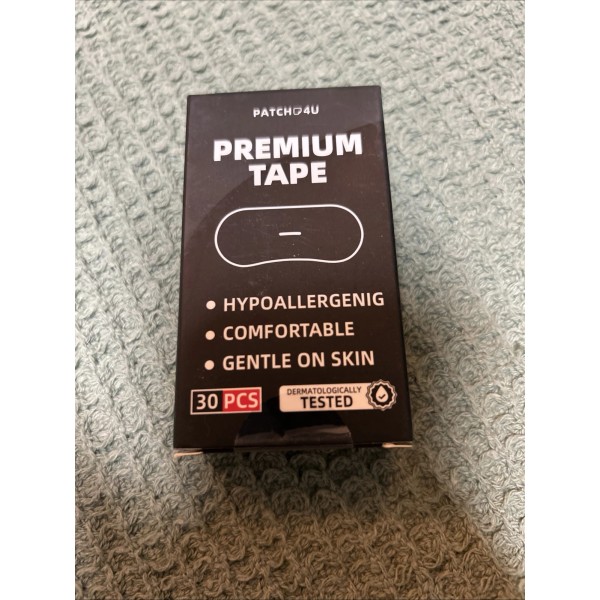 PATCH4U
PREMIUM
TAPE
• HYPOALLERGENIG
• COMFORTABLE
• GENTLE ON SKIN
30 PCS
DERMATOLOGICALLY
TESTED